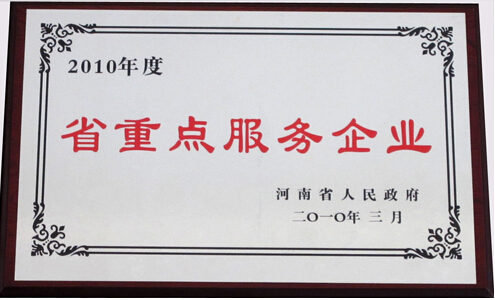 2010年度
省重点服务企业
河南省人民政府
二〇一〇年三月